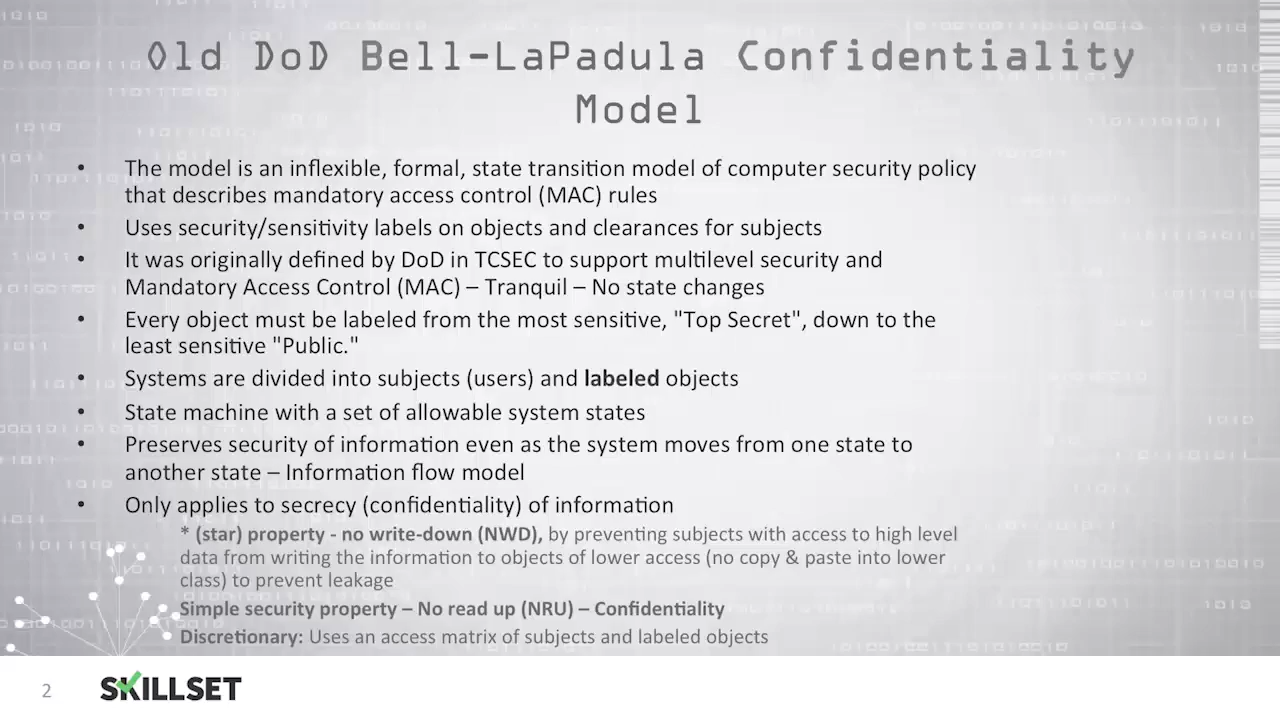 Old DoD Bell-LaPadula Confidentiality
Model
• The model is an inflexible, formal, state transition model of computer security policy
that describes mandatory access control (MAC) rules
• Uses security/sensitivity labels on objects and clearances for subjects
• It was originally defined by DoD in TCSEC to support multilevel security and
Mandatory Access Control (MAC) – Tranquil – No state changes
• Every object must be labeled from the most sensitive, "Top Secret", down to the
least sensitive "Public."
• Systems are divided into subjects (users) and labeled objects
• State machine with a set of allowable system states
• Preserves security of information even as the system moves from one state to
another state – Information flow model
• Only applies to secrecy (confidentiality) of information
* (star) property - no write-down (NWD), by preventing subjects with access to high level
data from writing the information to objects of lower access (no copy & paste into lower
class) to prevent leakage
Simple security property – No read up (NRU) – Confidentiality
Discretionary: Uses an access matrix of subjects and labeled objects
2
SKILLSET